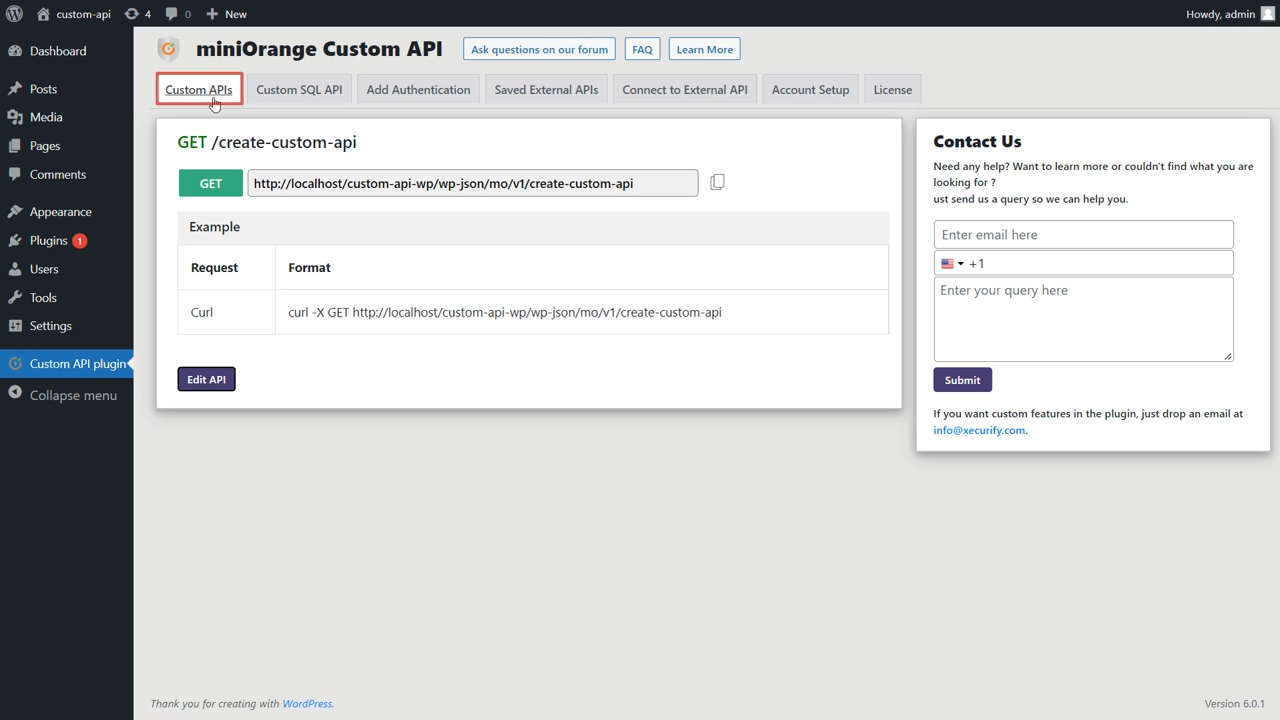 custom-api 4 0 New Howdy, admin
Dashboard
Posts
Media
Pages
Comments
Appearance
Plugins 1
Users
Tools
Settings
Custom API plugin
Collapse menu
miniOrange Custom API Ask questions on our forum FAQ Learn More
Custom APIs Custom SQL API Add Authentication Saved External APIs Connect to External API Account Setup License
GET /create-custom-api
GET http://localhost/custom-api-wp/wp-json/mo/v1/create-custom-api
Example
Request Format
Curl curl -X GET http://localhost/custom-api-wp/wp-json/mo/v1/create-custom-api
Edit API
Contact Us
Need any help? Want to learn more or couldn't find what you are
looking for ?
ust send us a query so we can help you.
Enter email here
+1
Enter your query here
Submit
If you want custom features in the plugin, just drop an email at
info@xecurify.com.
Thank you for creating with WordPress. Version 6.0.1